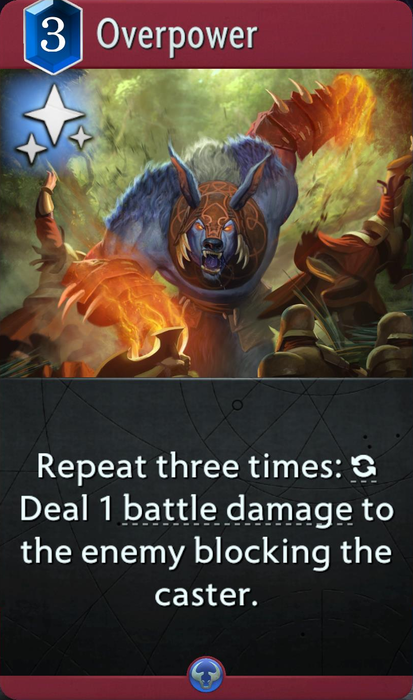 3
Overpower
Repeat three times:
Deal 1 battle damage to
the enemy blocking the
caster.